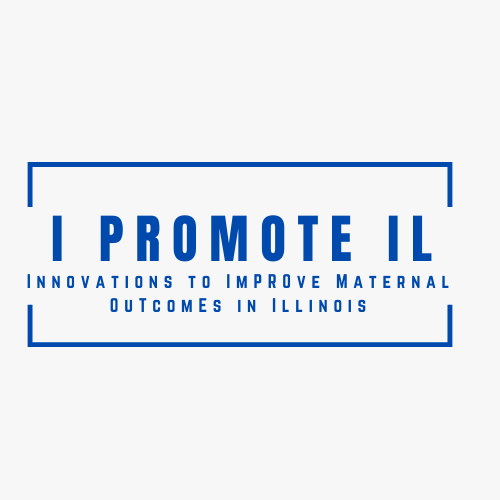 I PROMOTE IL
Innovations to ImPROve Maternal
OuTcomEs in Illinois